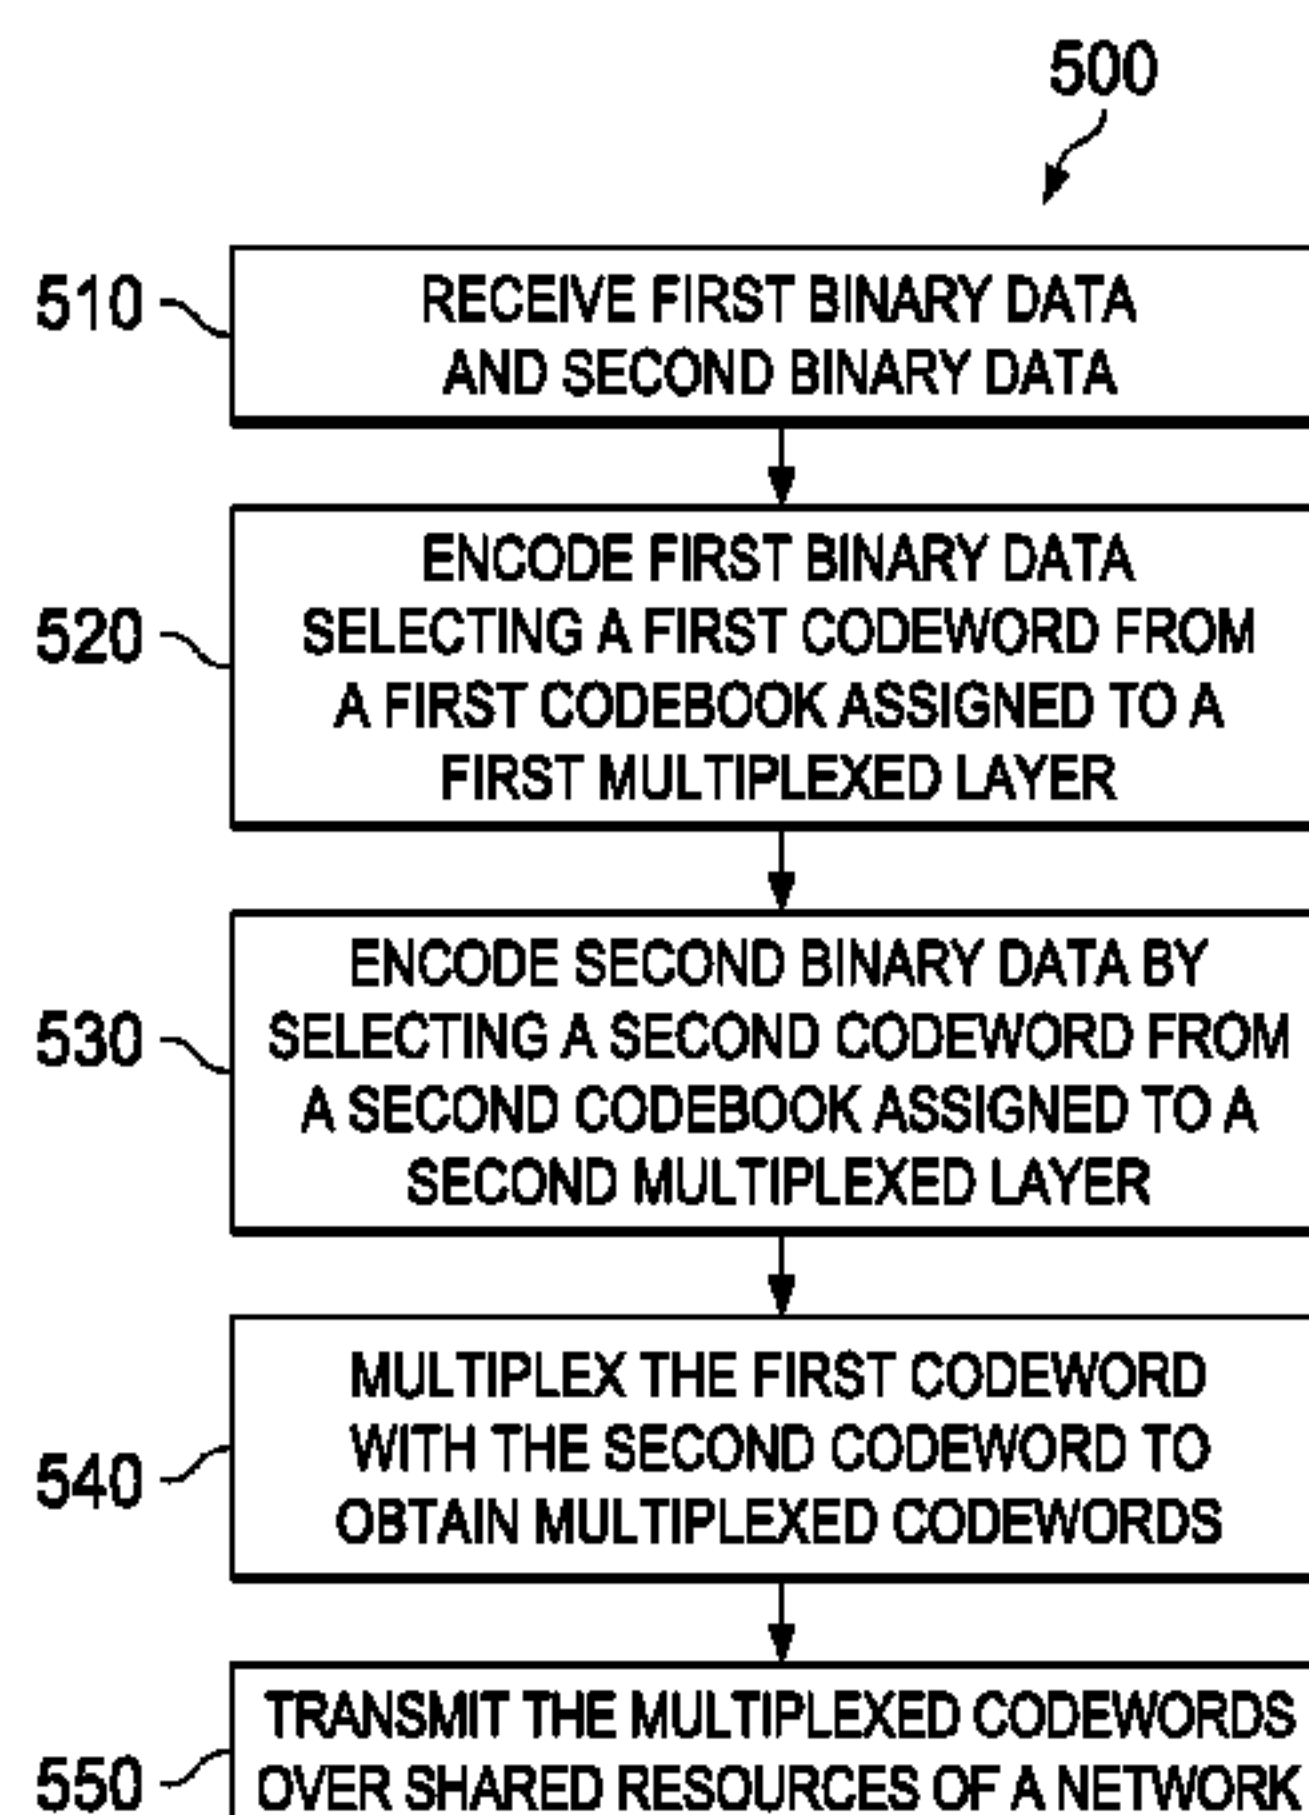 500
510
RECEIVE FIRST BINARY DATA
AND SECOND BINARY DATA
520
ENCODE FIRST BINARY DATA
SELECTING A FIRST CODEWORD FROM
A FIRST CODEBOOK ASSIGNED TO A
FIRST MULTIPLEXED LAYER
530
ENCODE SECOND BINARY DATA BY
SELECTING A SECOND CODEWORD FROM
A SECOND CODEBOOK ASSIGNED TO A
SECOND MULTIPLEXED LAYER
540
MULTIPLEX THE FIRST CODEWORD
WITH THE SECOND CODEWORD TO
OBTAIN MULTIPLEXED CODEWORDS
550
TRANSMIT THE MULTIPLEXED CODEWORDS
OVER SHARED RESOURCES OF A NETWORK